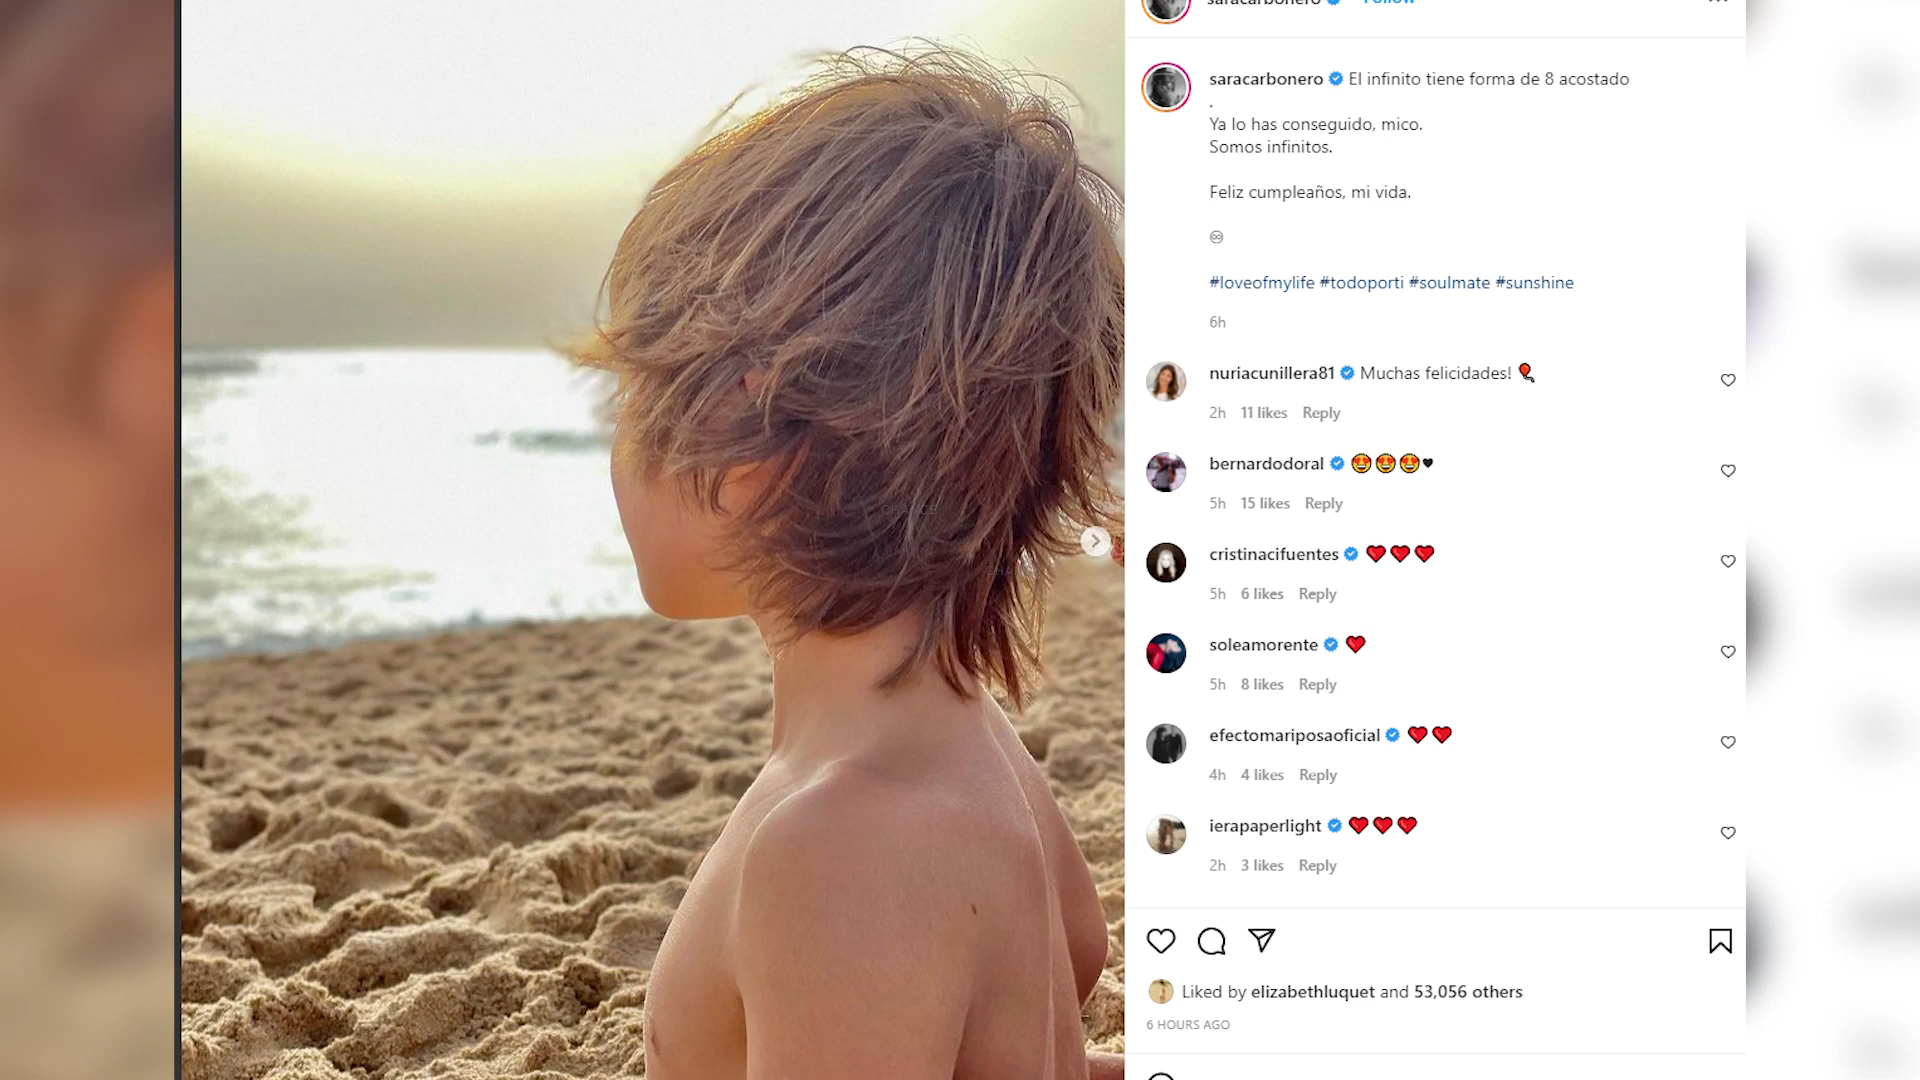 saracarbonero Follow
saracarbonero El infinito tiene forma de 8 acostado
.
Ya lo has conseguido, mico.
Somos infinitos.
Feliz cumpleaños, mi vida.
♾
#loveofmylife #todoporti #soulmate #sunshine
6h
nuriacunillera81 Muchas felicidades! 🎈
2h 11 likes Reply
bernardodoral 😍😍😍🖤
5h 15 likes Reply
cristinacifuentes ❤️❤️❤️
5h 6 likes Reply
soleamorente ❤️
5h 8 likes Reply
efectomariposaoficial ❤️❤️
4h 4 likes Reply
ierapaperlight ❤️❤️❤️
2h 3 likes Reply
Liked by elizabethluquet and 53,056 others
6 HOURS AGO
CHANCE